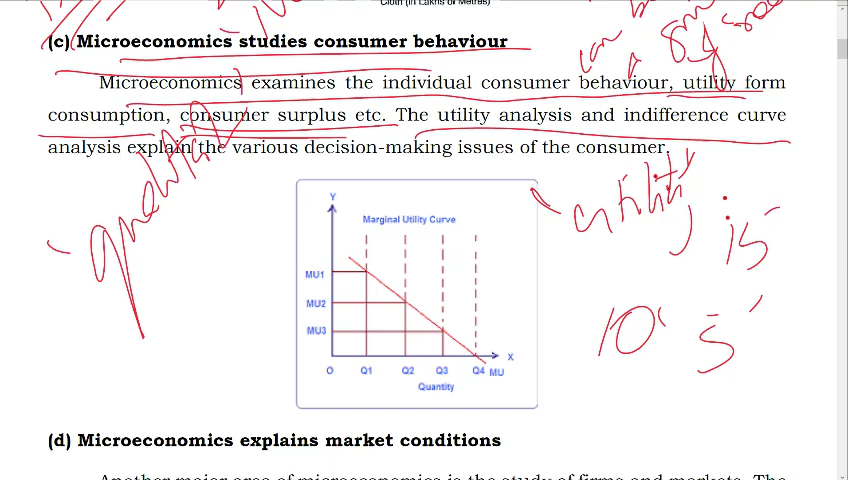 Cloth (in Lakhs of Metres)
(c) Microeconomics studies consumer behaviour
Microeconomics examines the individual consumer behaviour, utility form
consumption, consumer surplus etc. The utility analysis and indifference curve
analysis explain the various decision-making issues of the consumer.
utility
15
10 5
Y
Marginal Utility Curve
MU1
MU2
MU3
O Q1 Q2 Q3 Q4 MU X
Quantity
(d) Microeconomics explains market conditions
Another major area of microeconomics is the study of firms and markets. The